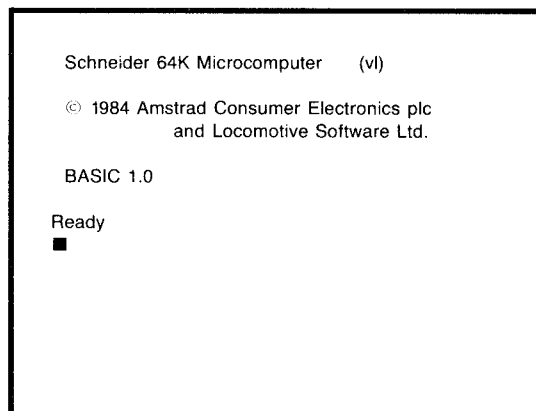 Schneider 64K Microcomputer (vl)
© 1984 Amstrad Consumer Electronics plc
and Locomotive Software Ltd.
BASIC 1.0
Ready